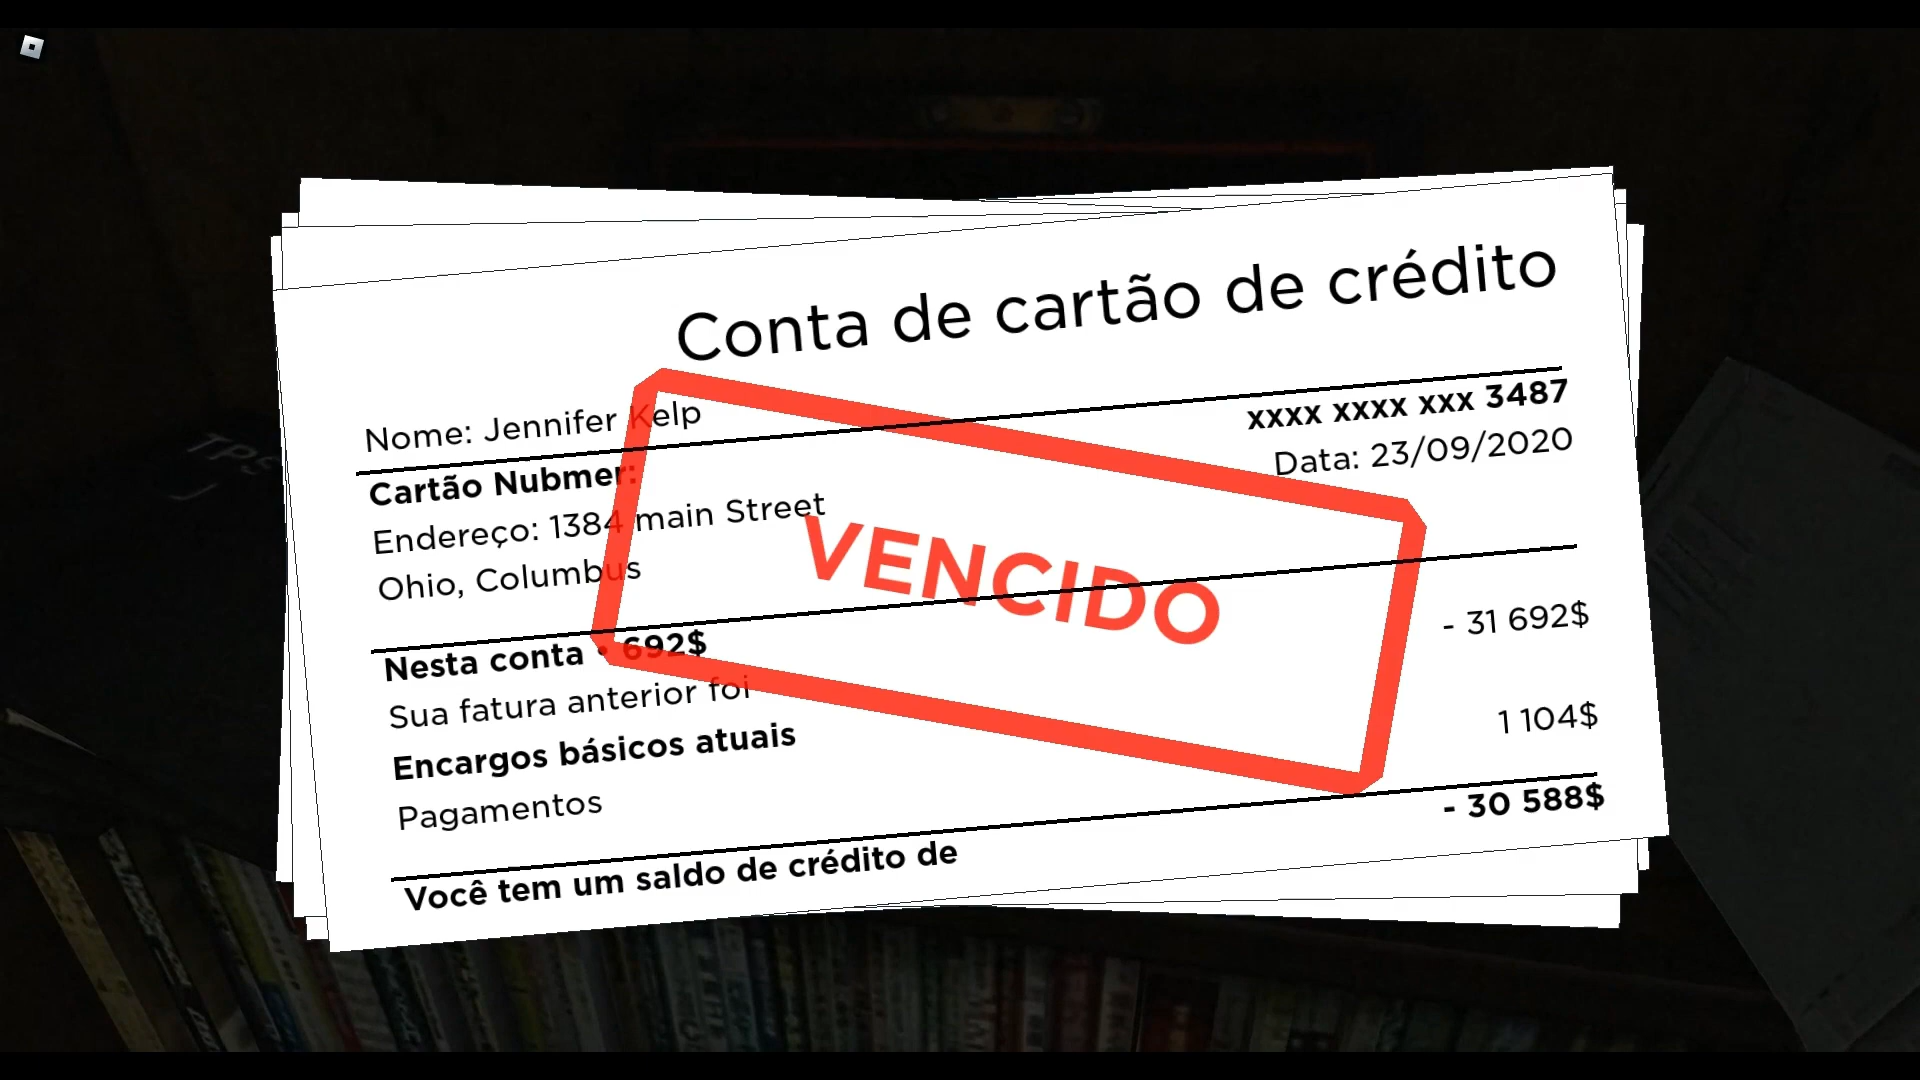 Conta de cartão de crédito
Nome: Jennifer Kelp
Cartão Nubmer:
xxxx xxxx xxx 3487
Endereço: 1384 main Street
Data: 23/09/2020
Ohio, Columbus
VENCIDO
Nesta conta • 692$
Sua fatura anterior foi
- 31 692$
Encargos básicos atuais
Pagamentos
1 104$
Você tem um saldo de crédito de
- 30 588$